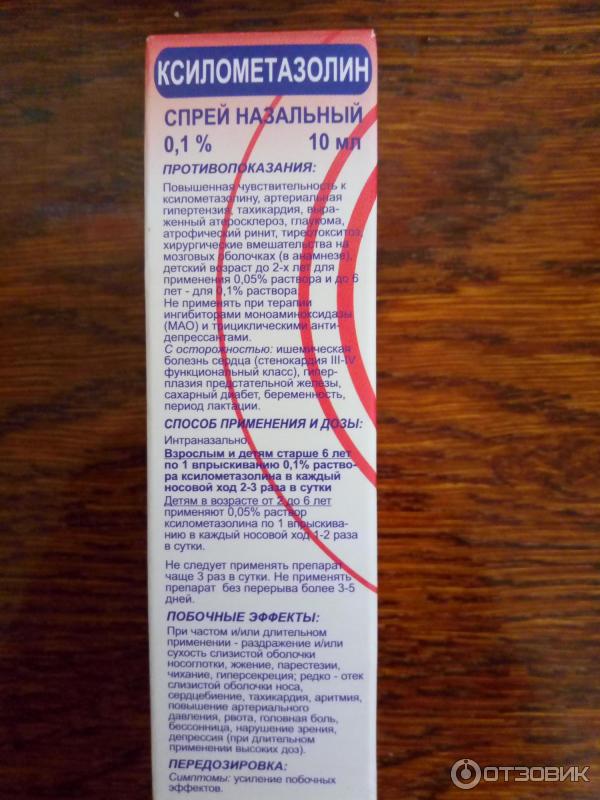 КСИЛОМЕТАЗОЛИН
СПРЕЙ НАЗАЛЬНЫЙ
0,1 % 10 мл
ПРОТИВОПОКАЗАНИЯ:
Повышенная чувствительность к
ксилометазолину, артериальная
гипертензия, тахикардия, выра-
женный атеросклероз, глаукома,
атрофический ринит, тиреотокситоз,
хирургические вмешательства на
мозговых оболочках (в анамнезе),
детский возраст до 2-х лет для
применения 0,05% раствора и до 6
лет - для 0,1% раствора.
Не применять при терапии
ингибиторами моноаминоксидазы
(МАО) и трициклическими анти-
депрессантами.
С осторожностью: ишемическая
болезнь сердца (стенокардия III-IV
функциональный класс), гипер-
плазия предстательной железы,
сахарный диабет, беременность,
период лактации.
СПОСОБ ПРИМЕНЕНИЯ И ДОЗЫ:
Интраназально.
Взрослым и детям старше 6 лет
по 1 впрыскиванию 0,1% раство-
ра ксилометазолина в каждый
носовой ход 2-3 раза в сутки
Детям в возрасте от 2 до 6 лет
применяют 0,05% раствор
ксилометазолина по 1 впрыскива-
нию в каждый носовой ход 1-2 раза
в сутки.
Не следует применять препарат
чаще 3 раз в сутки. Не применять
препарат без перерыва более 3-5
дней.
ПОБОЧНЫЕ ЭФФЕКТЫ:
При частом и/или длительном
применении - раздражение и/или
сухость слизистой оболочки
носоглотки, жжение, парестезии,
чихание, гиперсекреция; редко - отек
слизистой оболочки носа,
сердцебиение, тахикардия, аритмия,
повышение артериального
давления, рвота, головная боль,
бессонница, нарушение зрения,
депрессия (при длительном
применении высоких доз).
ПЕРЕДОЗИРОВКА:
Симптомы: усиление побочных
эффектов.
ОТЗОВИК